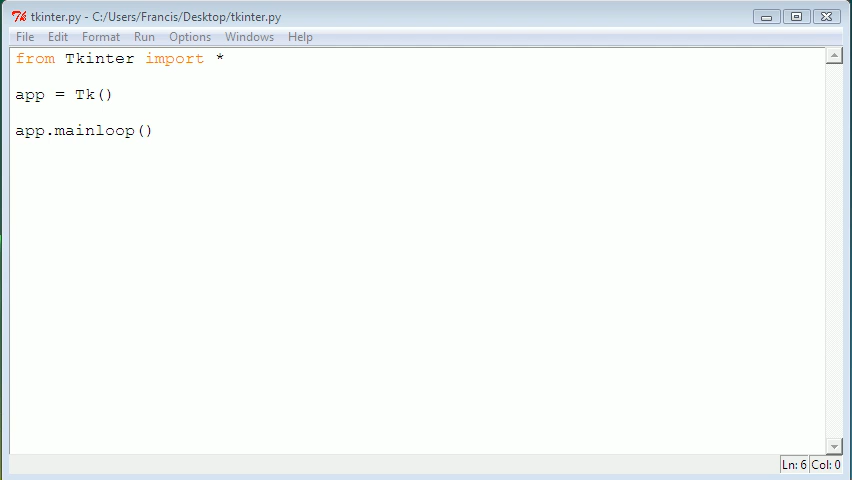 tkinter.py - C:/Users/Francis/Desktop/tkinter.py
File Edit Format Run Options Windows Help
from Tkinter import *
app = Tk()
app.mainloop()
Ln: 6 Col: 0